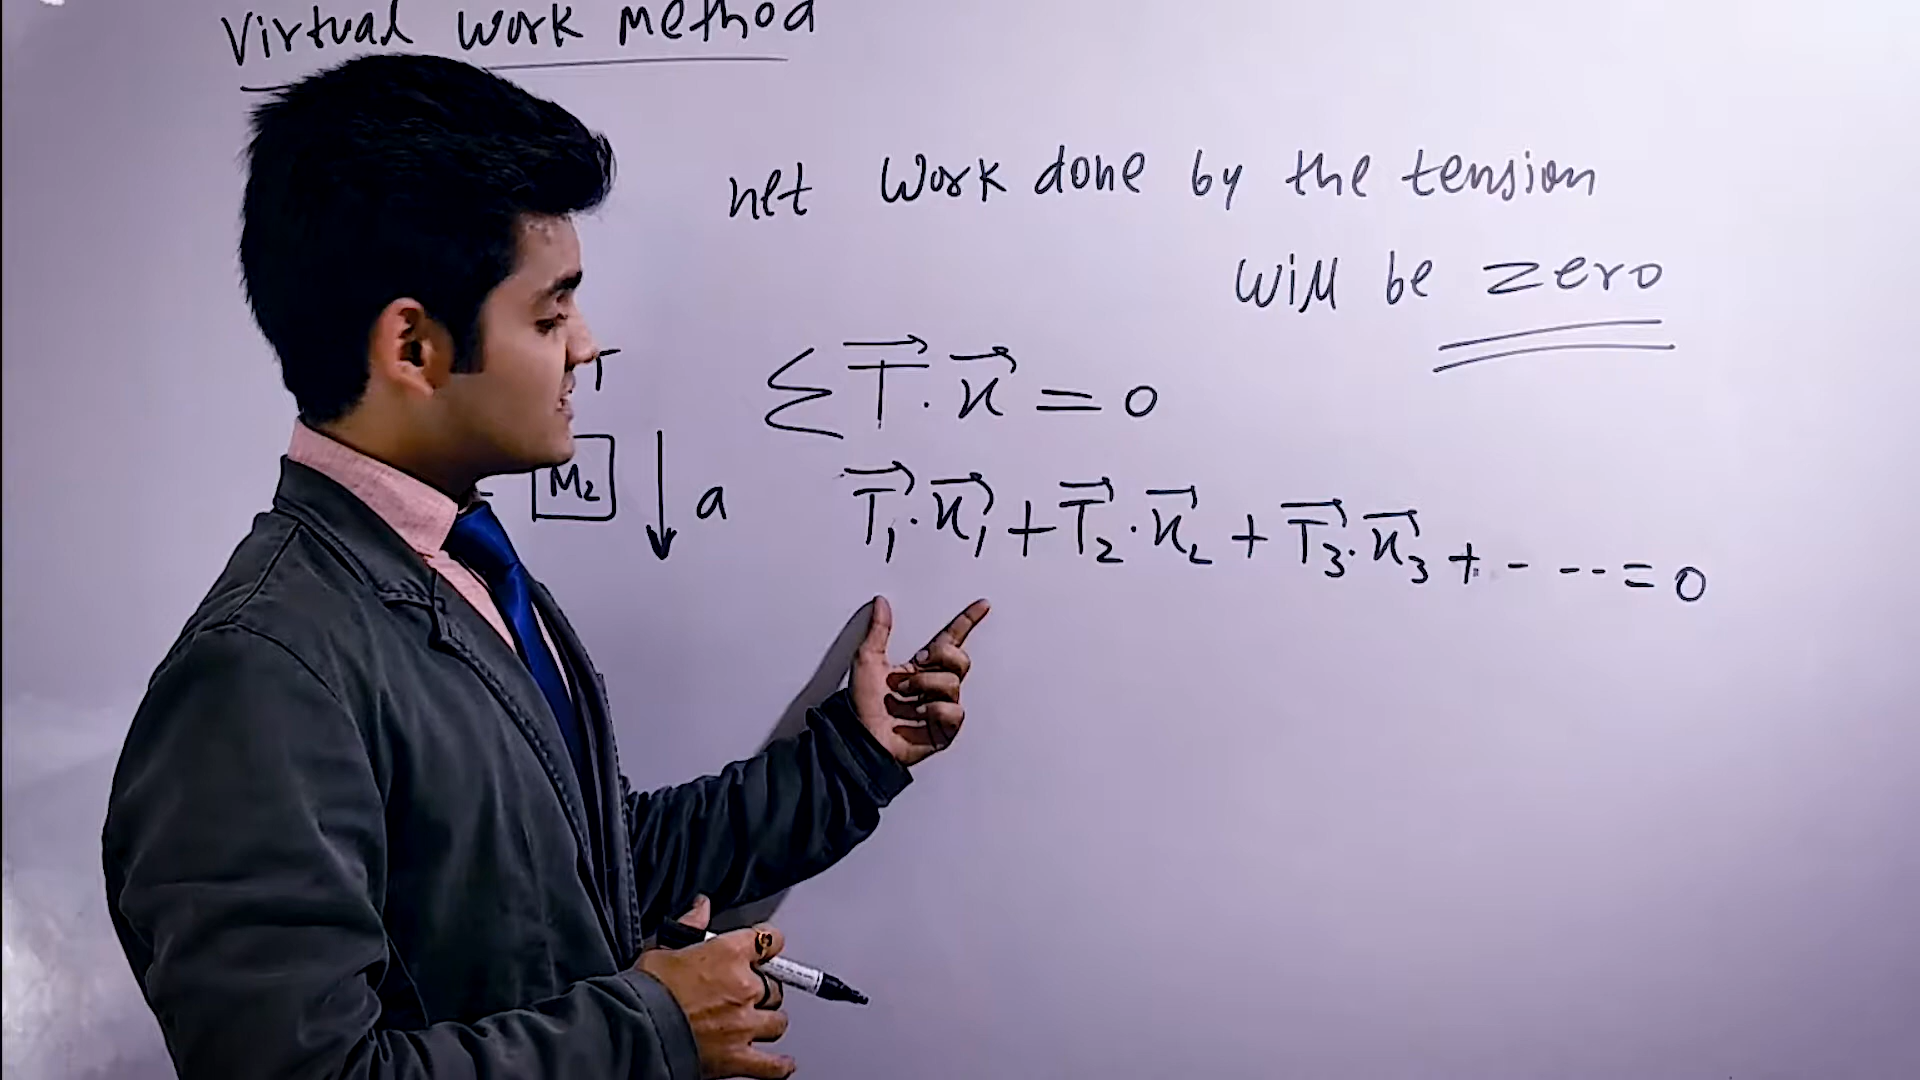 Virtual work method
net work done by the tension
will be zero
T
Σ T⃗ · x⃗ = 0
M₂
a
T⃗₁ · x⃗₁ + T⃗₂ · x⃗₂ + T⃗₃ · x⃗₃ + - -- = 0